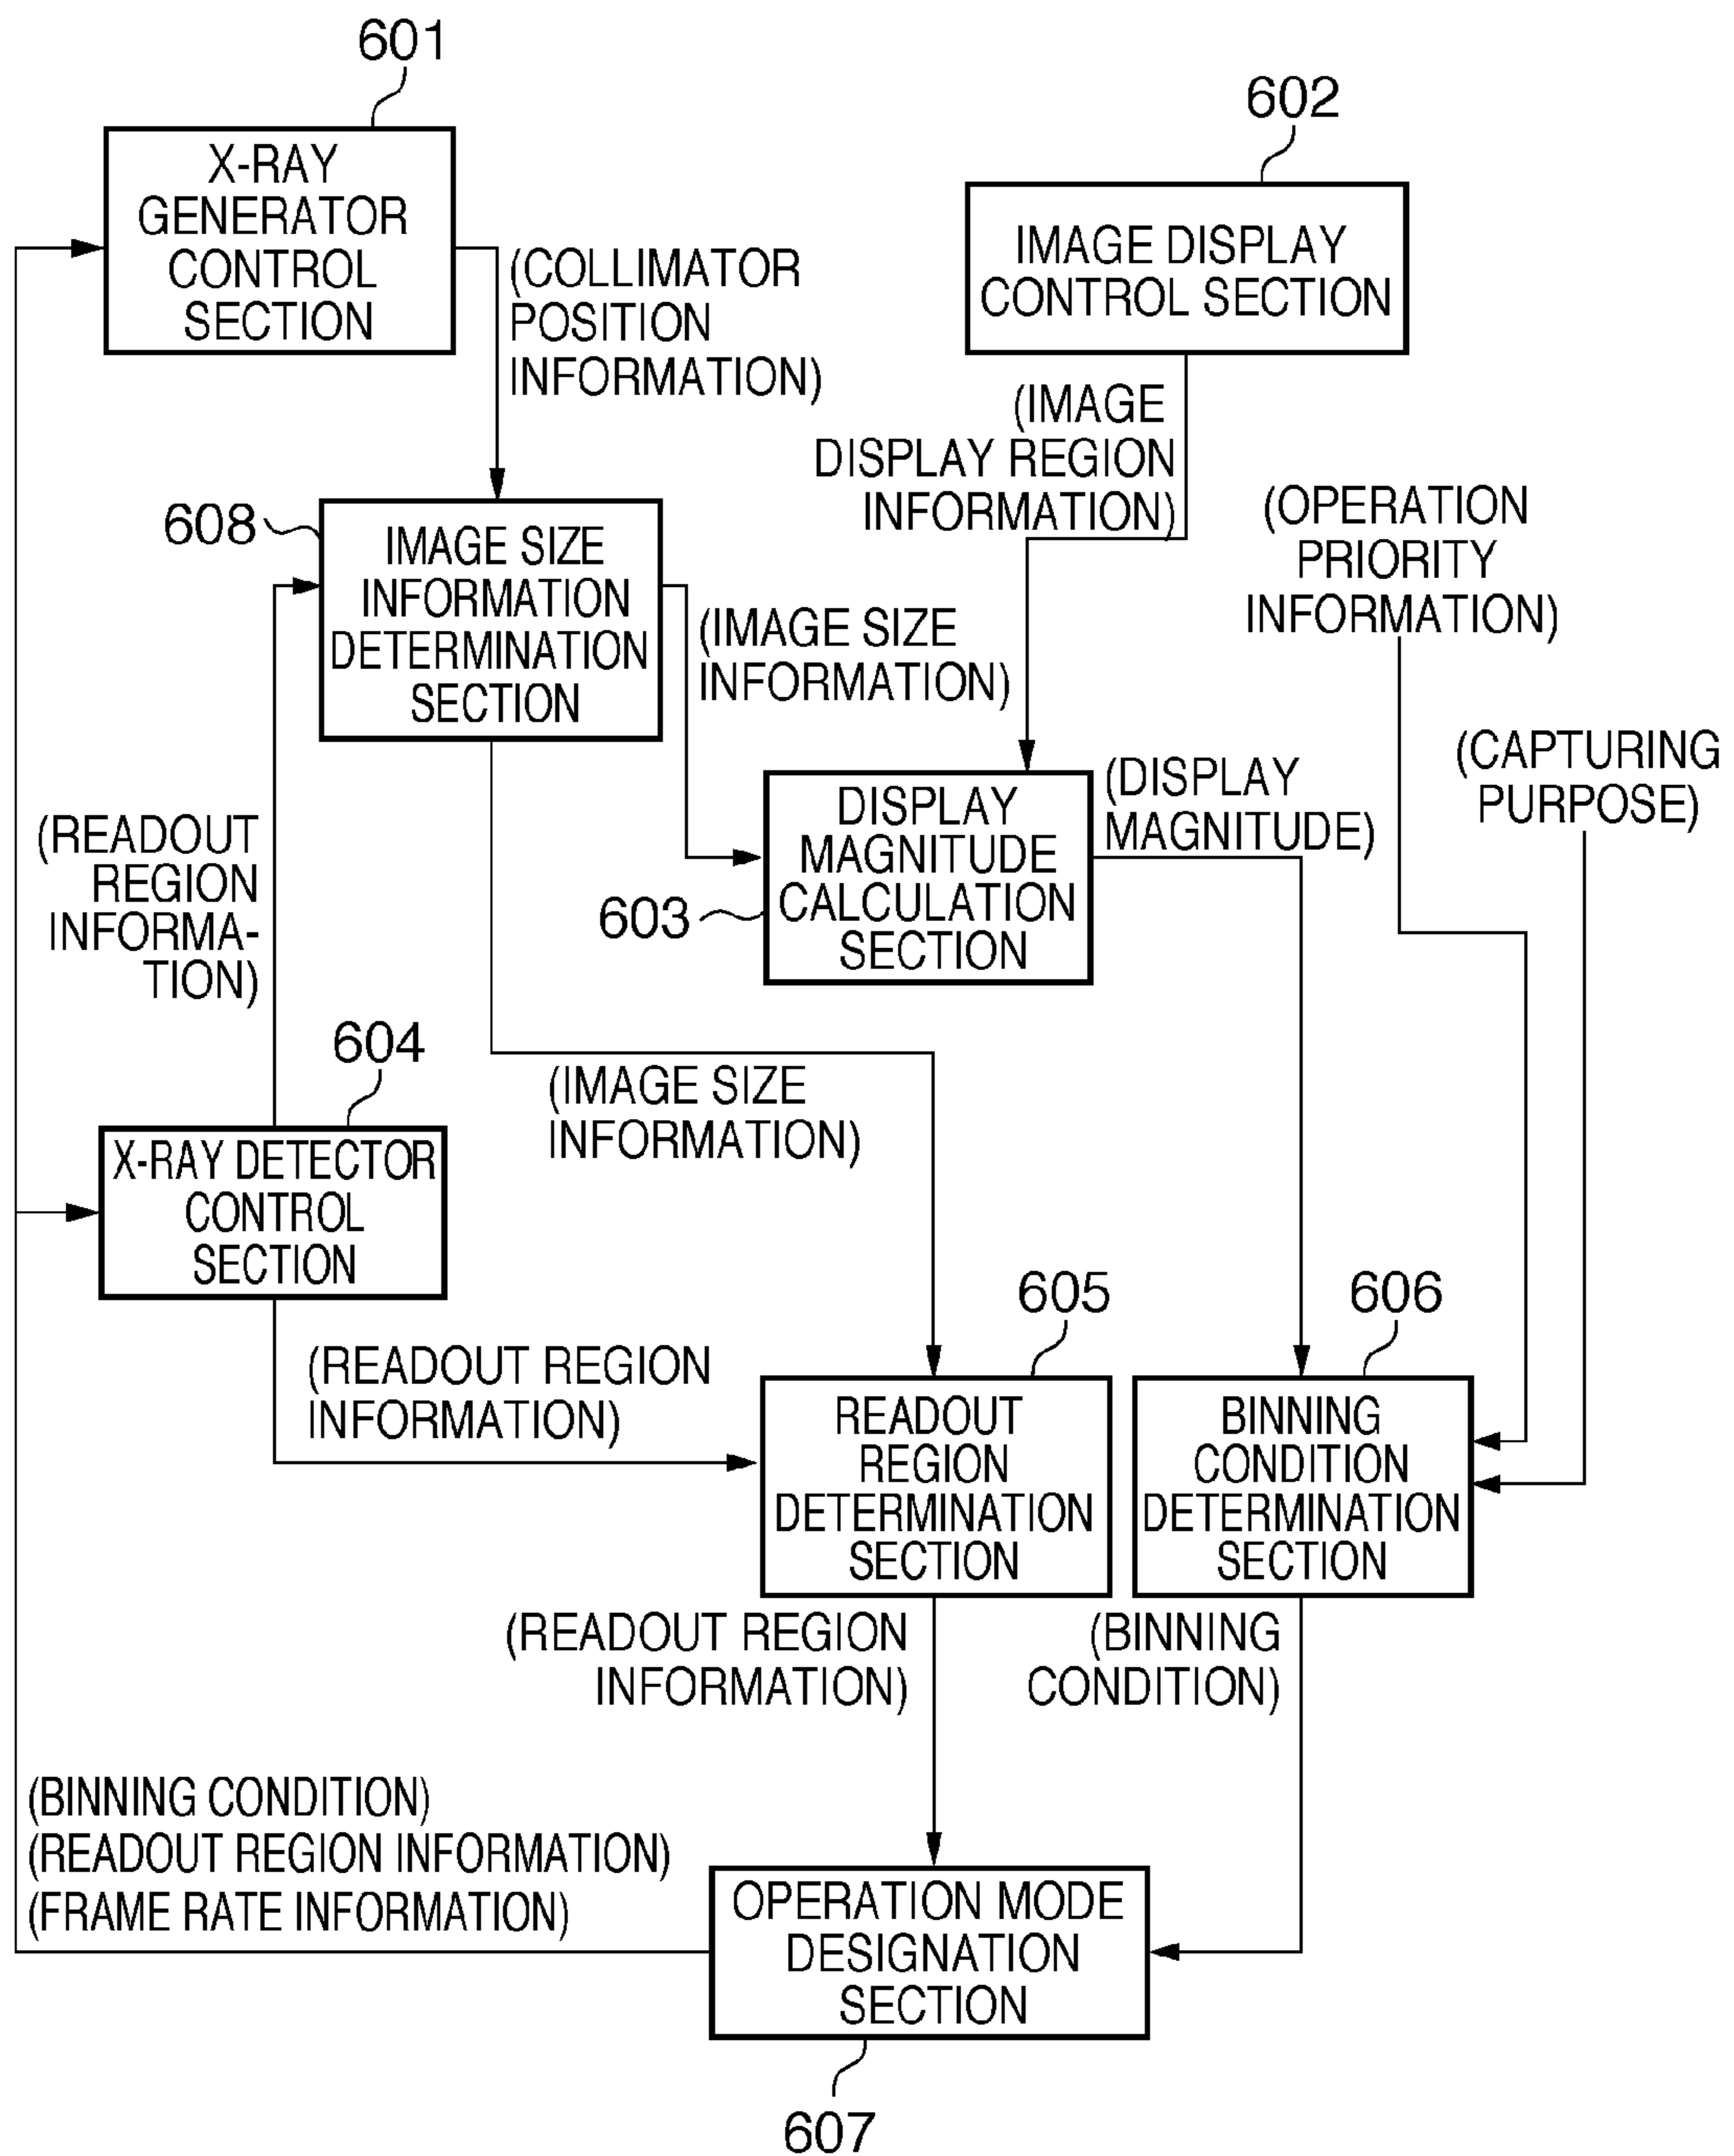 601
X-RAY
GENERATOR
CONTROL
SECTION
602
IMAGE DISPLAY
CONTROL SECTION
(COLLIMATOR
POSITION
INFORMATION)
(IMAGE
DISPLAY REGION
INFORMATION)
608
IMAGE SIZE
INFORMATION
DETERMINATION
SECTION
(OPERATION
PRIORITY
INFORMATION)
(IMAGE SIZE
INFORMATION)
(CAPTURING
PURPOSE)
(DISPLAY
MAGNITUDE)
603
DISPLAY
MAGNITUDE
CALCULATION
SECTION
(READOUT
REGION
INFORMA-
TION)
604
X-RAY DETECTOR
CONTROL
SECTION
(IMAGE SIZE
INFORMATION)
605
606
(READOUT REGION
INFORMATION)
READOUT
REGION
DETERMINATION
SECTION
BINNING
CONDITION
DETERMINATION
SECTION
(READOUT REGION
INFORMATION)
(BINNING
CONDITION)
(BINNING CONDITION)
(READOUT REGION INFORMATION)
(FRAME RATE INFORMATION)
OPERATION MODE
DESIGNATION
SECTION
607